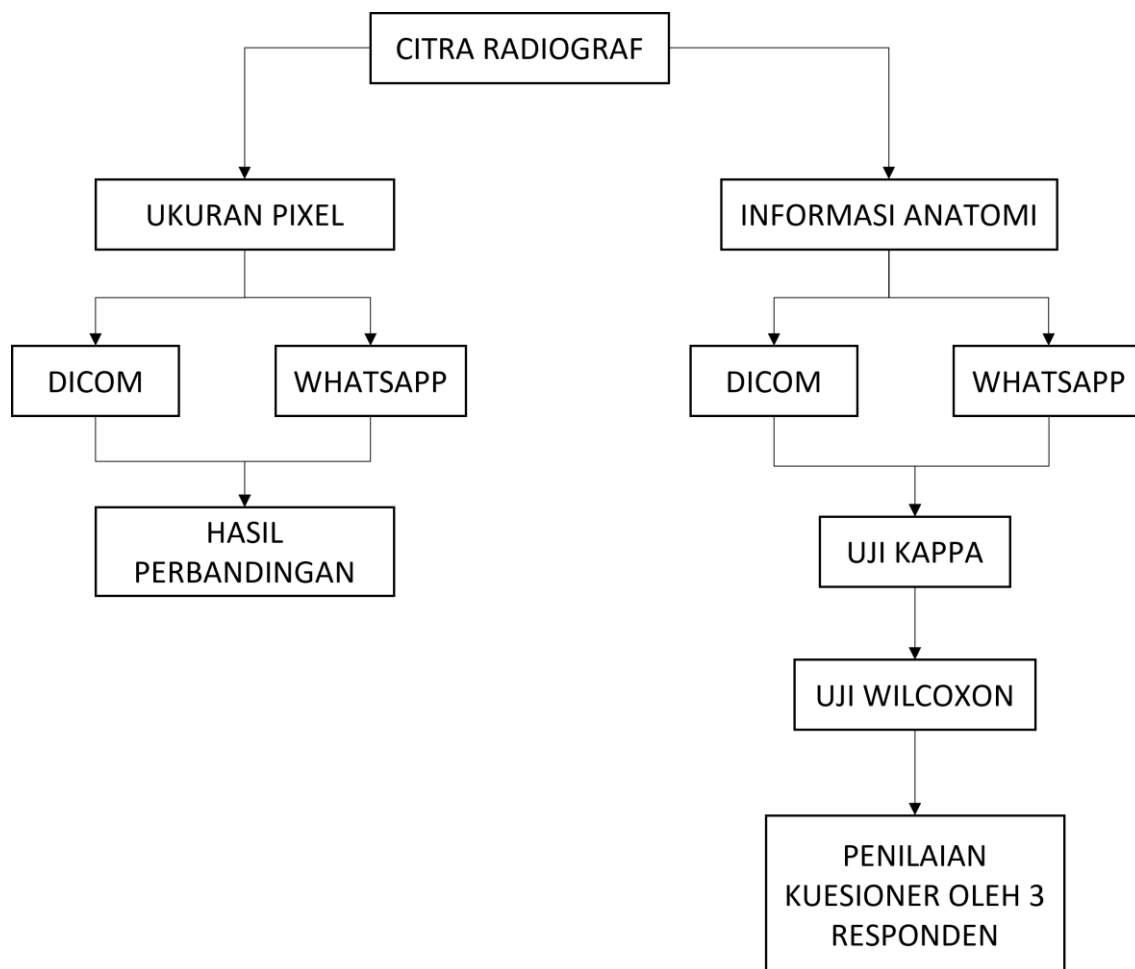 CITRA RADIOGRAF
UKURAN PIXEL
INFORMASI ANATOMI
DICOM
WHATSAPP
DICOM
WHATSAPP
HASIL
PERBANDINGAN
UJI KAPPA
UJI WILCOXON
PENILAIAN
KUESIONER OLEH 3
RESPONDEN